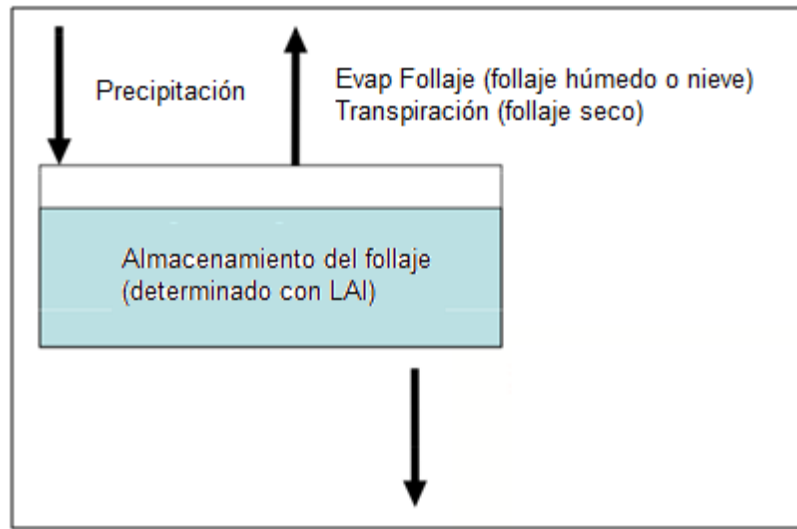 Precipitación
Evap Follaje (follaje húmedo o nieve)
Transpiración (follaje seco)
Almacenamiento del follaje
(determinado con LAI)